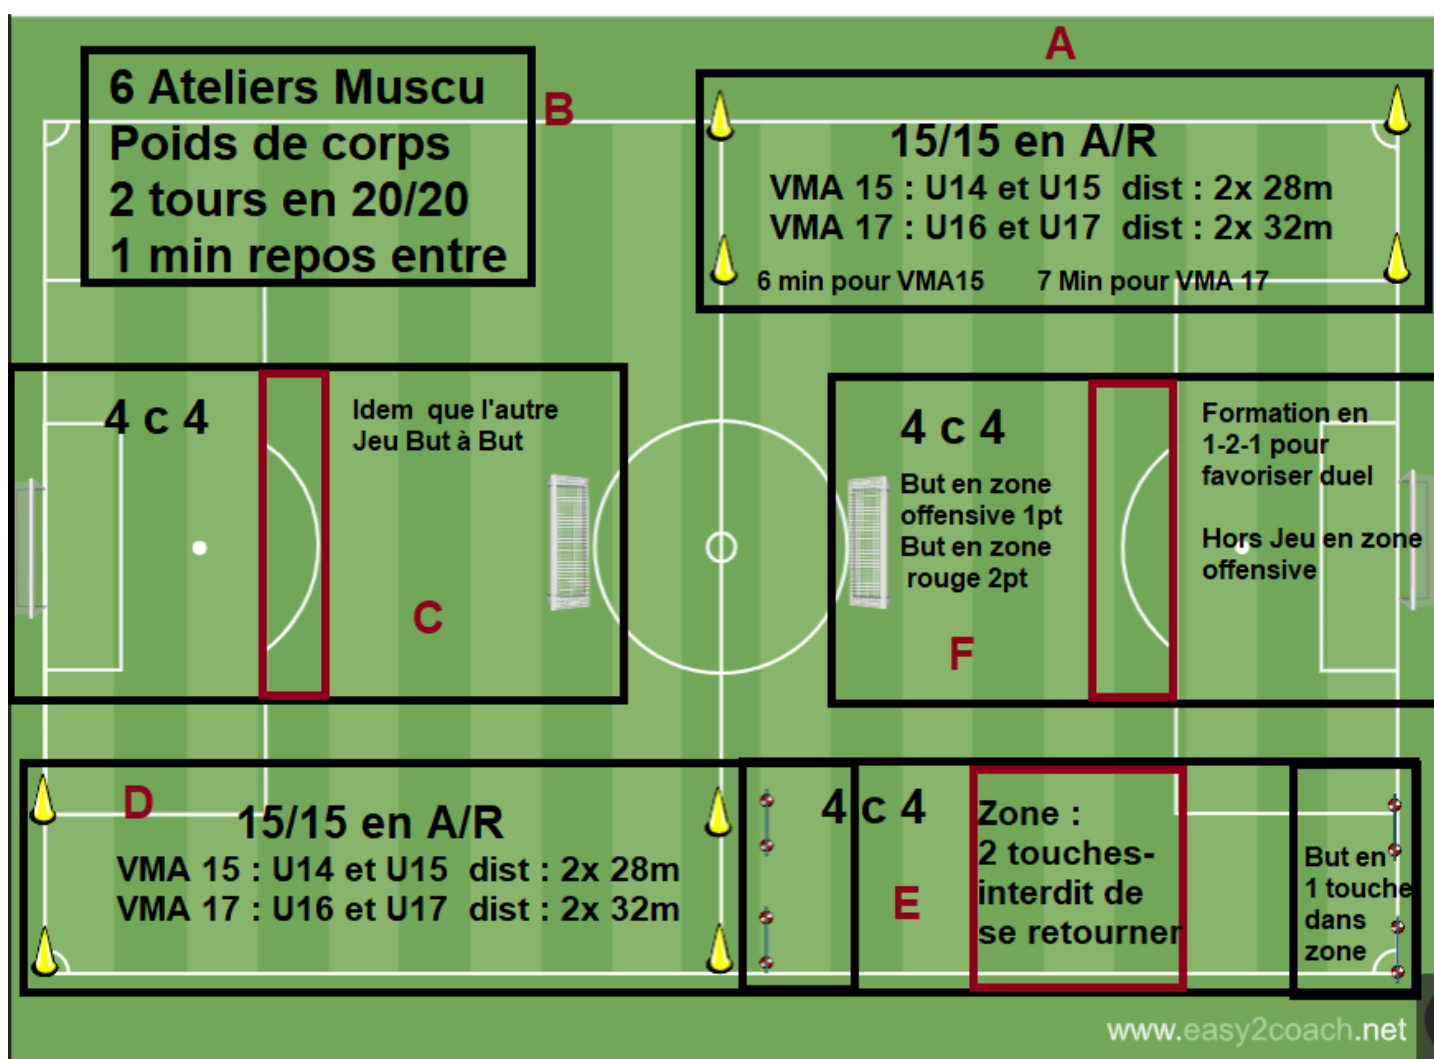 A
6 Ateliers Muscu
Poids de corps
2 tours en 20/20
1 min repos entre
B
15/15 en A/R
VMA 15 : U14 et U15 dist : 2x 28m
VMA 17 : U16 et U17 dist : 2x 32m
6 min pour VMA15 7 Min pour VMA 17
4 c 4
Idem que l'autre
Jeu But à But
C
4 c 4
But en zone
offensive 1pt
But en zone
rouge 2pt
F
Formation en
1-2-1 pour
favoriser duel
Hors Jeu en zone
offensive
D
15/15 en A/R
VMA 15 : U14 et U15 dist : 2x 28m
VMA 17 : U16 et U17 dist : 2x 32m
4 c 4
E
Zone :
2 touches-
interdit de
se retourner
But en
1 touche
dans
zone
www.easy2coach.net